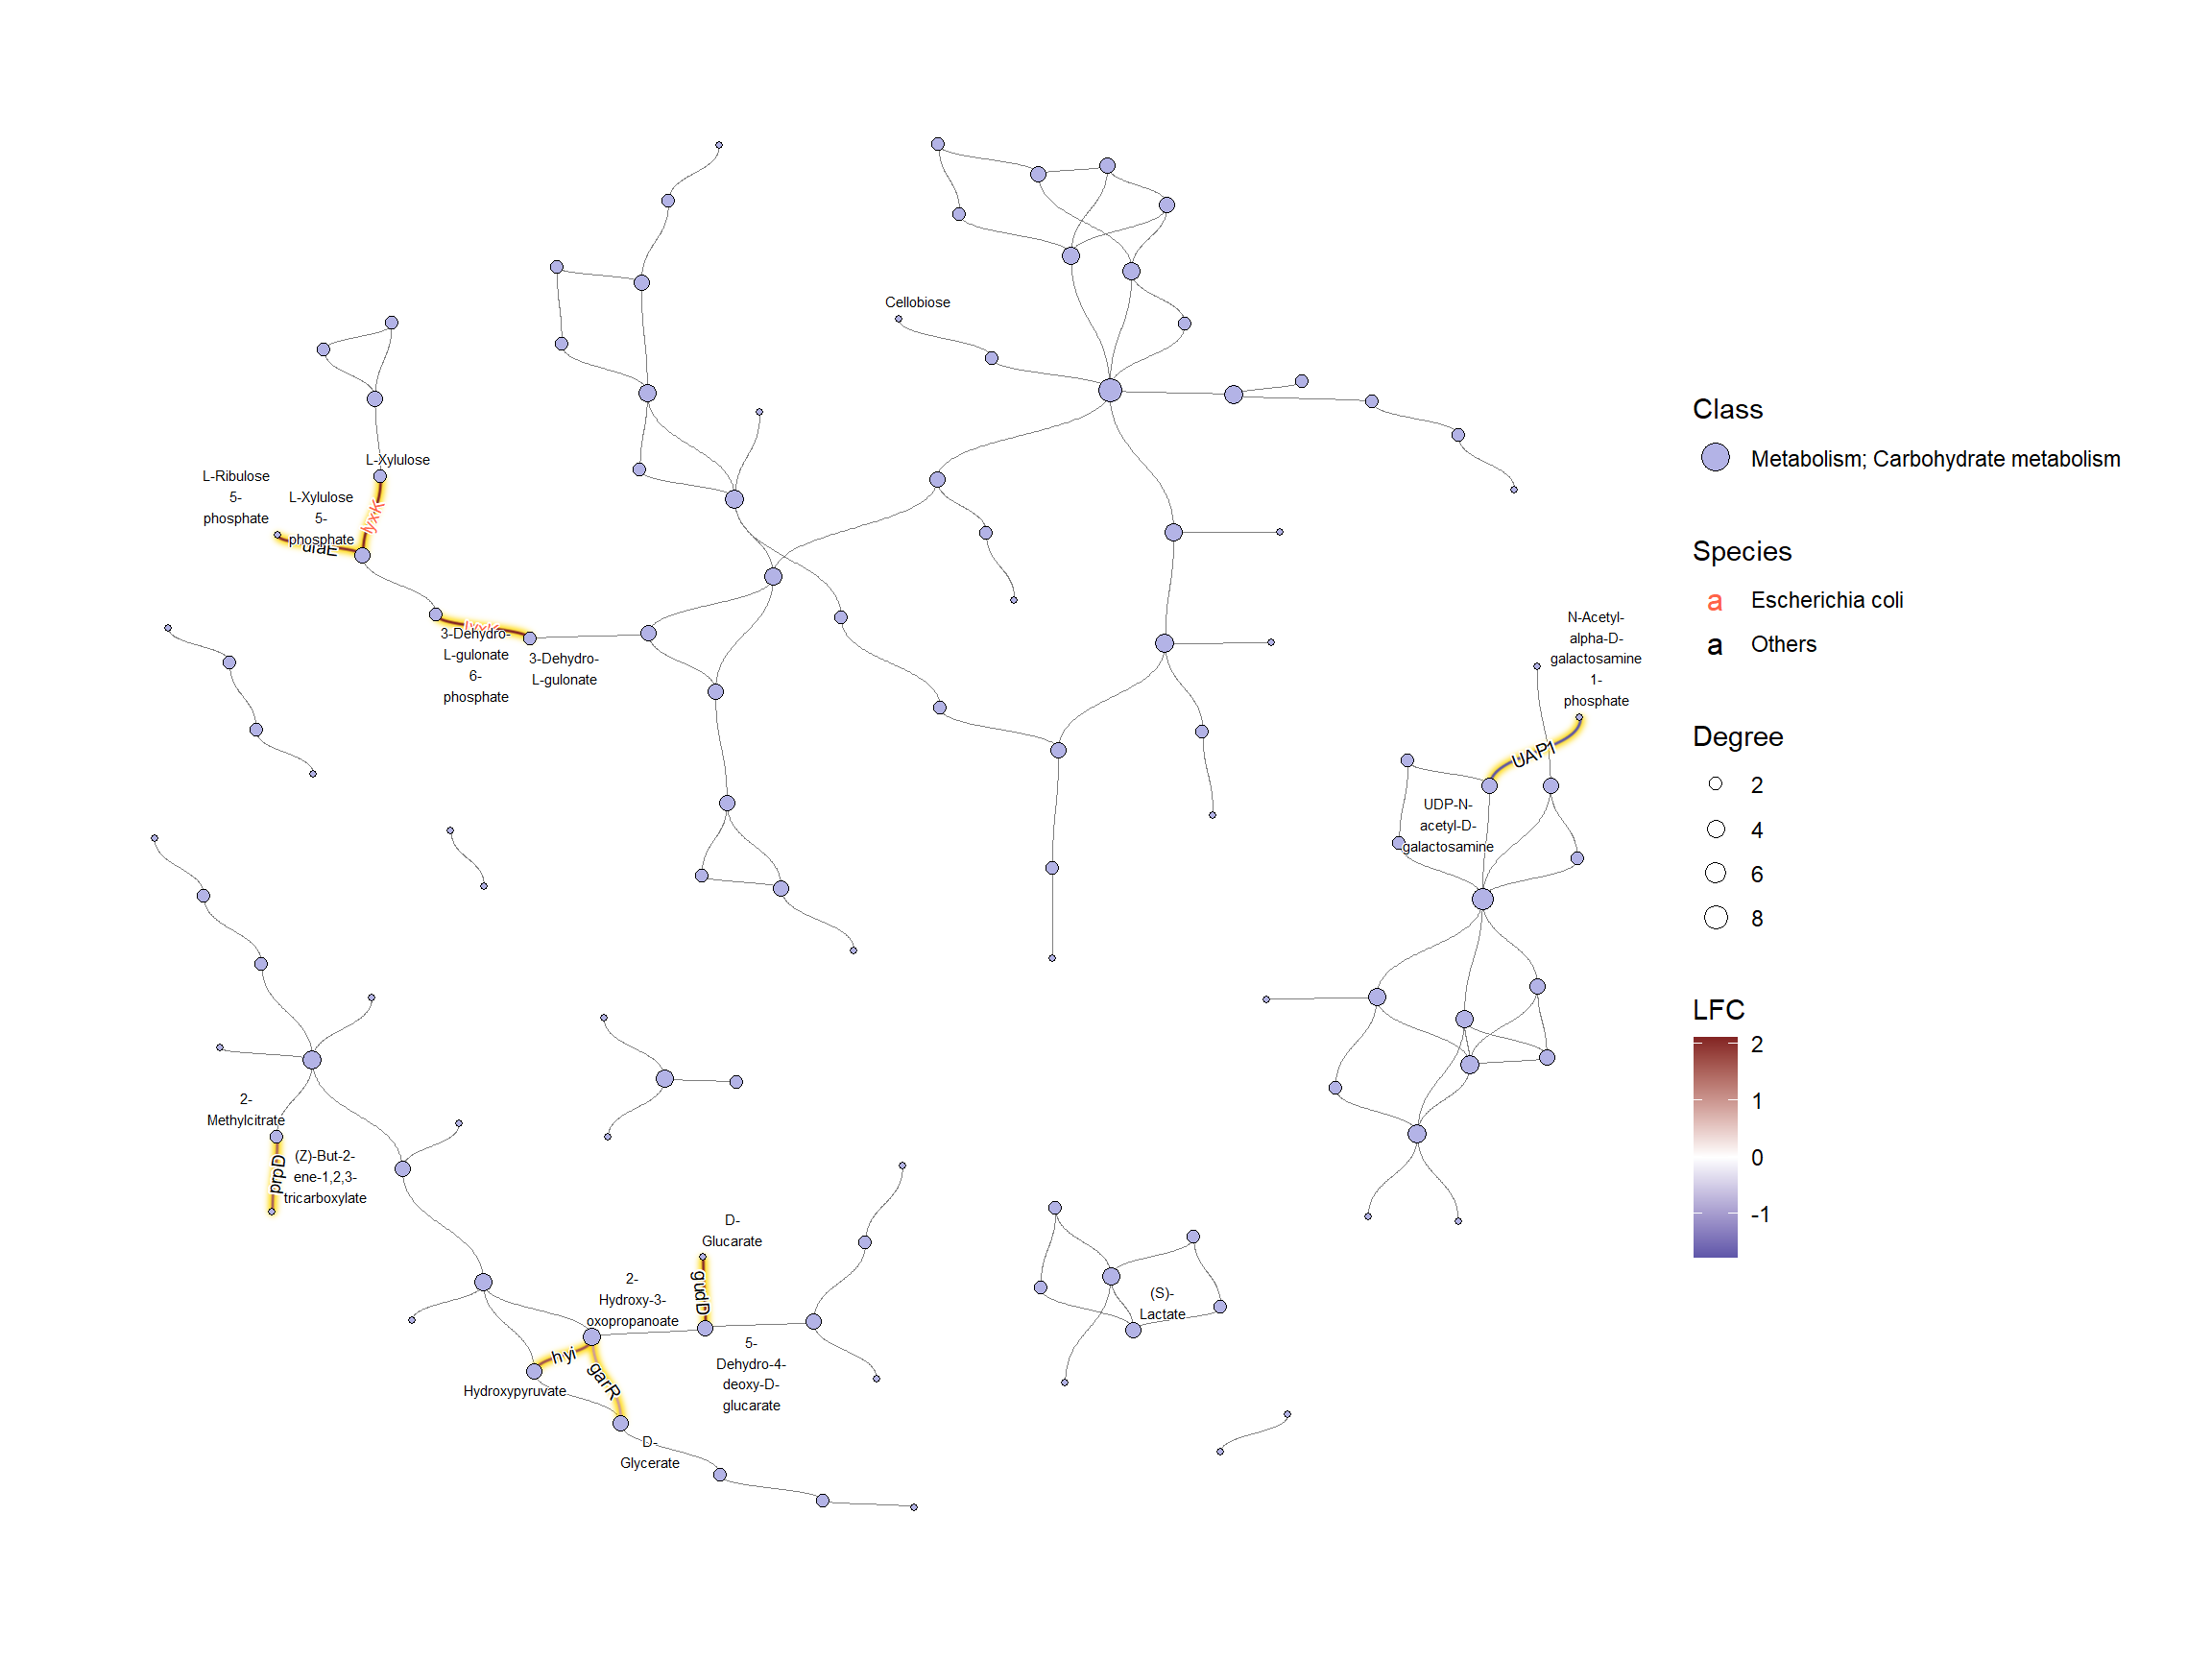 Cellobiose
L-Xylulose
L-Ribulose
5-
phosphate
L-Xylulose
5-
phosphate
lyxK
ulaE
lyxK
3-Dehydro-
L-gulonate
6-
phosphate
3-Dehydro-
L-gulonate
N-Acetyl-
alpha-D-
galactosamine
1-
phosphate
UAP1
UDP-N-
acetyl-D-
galactosamine
2-
Methylcitrate
prpD
(Z)-But-2-
ene-1,2,3-
tricarboxylate
D-
Glucarate
gudD
2-
Hydroxy-3-
oxopropanoate
hyi
garR
Hydroxypyruvate
5-
Dehydro-4-
deoxy-D-
glucarate
D-
Glycerate
(S)-
Lactate
Class
Metabolism; Carbohydrate metabolism
Species
a Escherichia coli
a Others
Degree
2
4
6
8
LFC
2
1
0
-1